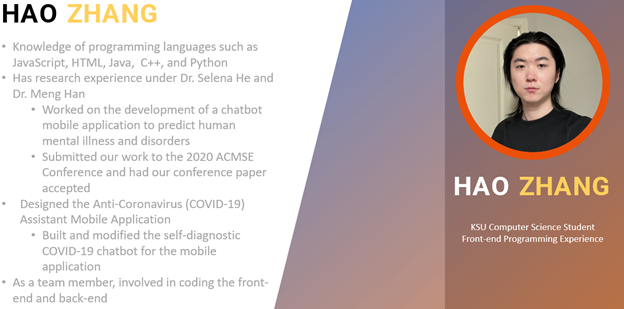 HAO ZHANG
• Knowledge of programming languages such as
JavaScript, HTML, Java, C++, and Python
• Has research experience under Dr. Selena He and
Dr. Meng Han
• Worked on the development of a chatbot
mobile application to predict human
mental illness and disorders
• Submitted our work to the 2020 ACMSE
Conference and had our conference paper
accepted
• Designed the Anti-Coronavirus (COVID-19)
Assistant Mobile Application
• Built and modified the self-diagnostic
COVID-19 chatbot for the mobile
application
• As a team member, involved in coding the front-
end and back-end
HAO ZHANG
KSU Computer Science Student
Front-end Programming Experience